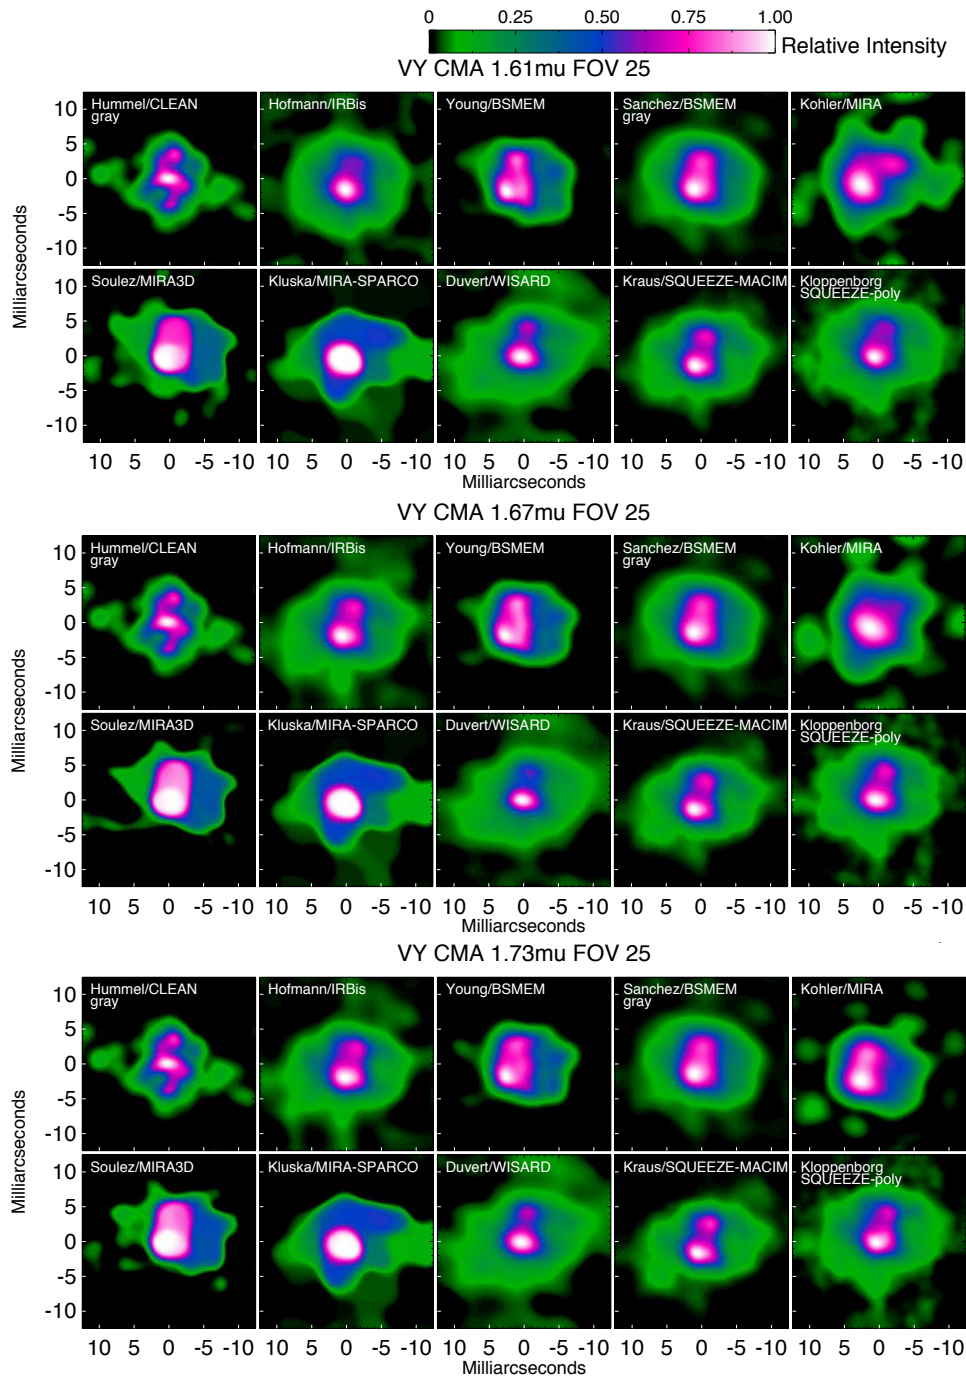 0 0.25 0.50 0.75 1.00
Relative Intensity
VY CMA 1.61mu FOV 25
Hummel/CLEAN
gray
Hofmann/IRBis
Young/BSMEM
Sanchez/BSMEM
gray
Kohler/MIRA
10
5
0
-5
-10
Soulez/MIRA3D
Kluska/MIRA-SPARCO
Duvert/WISARD
Kraus/SQUEEZE-MACIM
Kloppenborg
SQUEEZE-poly
10
5
0
-5
-10
Milliarcseconds
10 5 0 -5 -10 10 5 0 -5 -10 10 5 0 -5 -10 10 5 0 -5 -10 10 5 0 -5 -10
Milliarcseconds
VY CMA 1.67mu FOV 25
Hummel/CLEAN
gray
Hofmann/IRBis
Young/BSMEM
Sanchez/BSMEM
gray
Kohler/MIRA
10
5
0
-5
-10
Soulez/MIRA3D
Kluska/MIRA-SPARCO
Duvert/WISARD
Kraus/SQUEEZE-MACIM
Kloppenborg
SQUEEZE-poly
10
5
0
-5
-10
Milliarcseconds
10 5 0 -5 -10 10 5 0 -5 -10 10 5 0 -5 -10 10 5 0 -5 -10 10 5 0 -5 -10
Milliarcseconds
VY CMA 1.73mu FOV 25
Hummel/CLEAN
gray
Hofmann/IRBis
Young/BSMEM
Sanchez/BSMEM
gray
Kohler/MIRA
10
5
0
-5
-10
Soulez/MIRA3D
Kluska/MIRA-SPARCO
Duvert/WISARD
Kraus/SQUEEZE-MACIM
Kloppenborg
SQUEEZE-poly
10
5
0
-5
-10
Milliarcseconds
10 5 0 -5 -10 10 5 0 -5 -10 10 5 0 -5 -10 10 5 0 -5 -10 10 5 0 -5 -10
Milliarcseconds